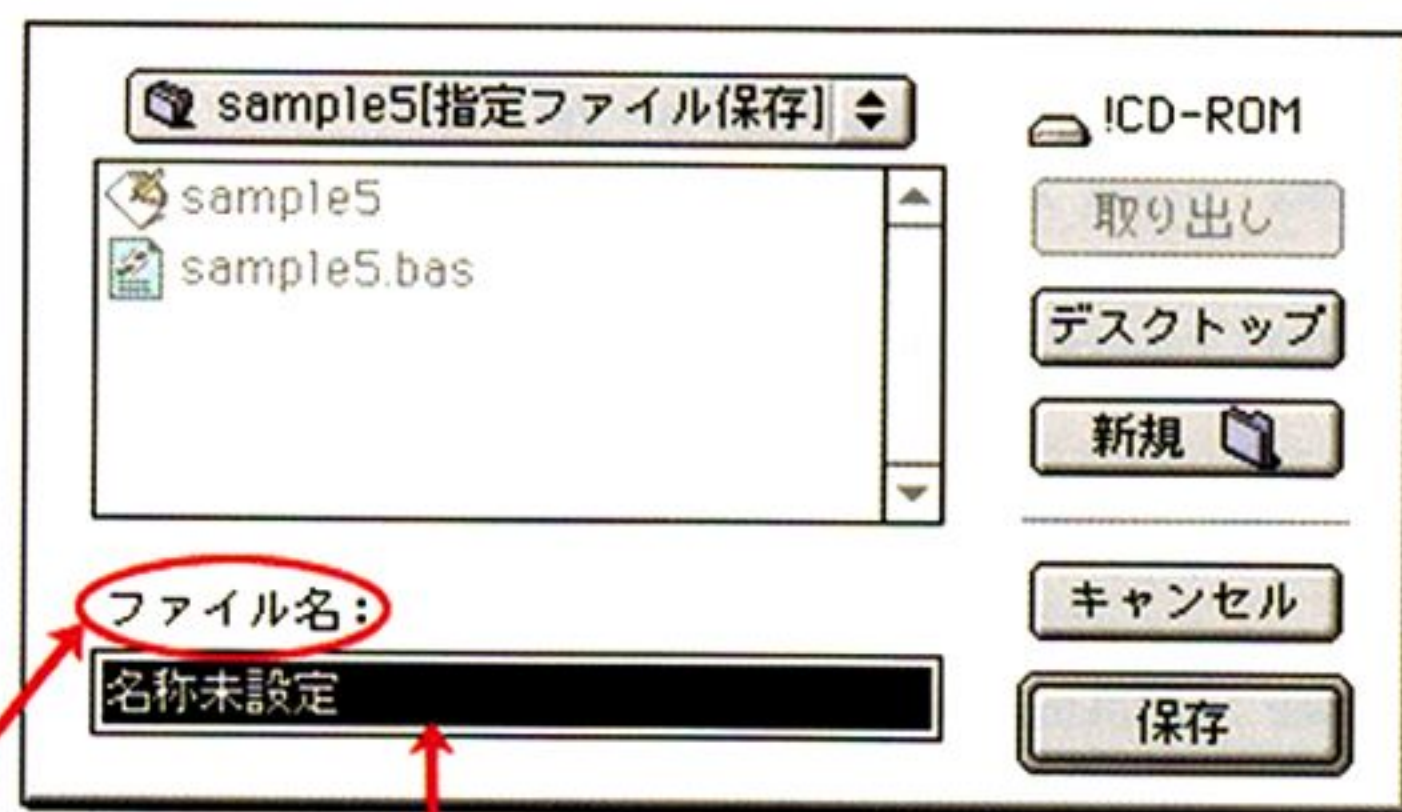 sample5[指定ファイル保存]
sample5
sample5.bas
!CD-ROM
取り出し
デスクトップ
新規
キャンセル
保存
ファイル名:
名称未設定